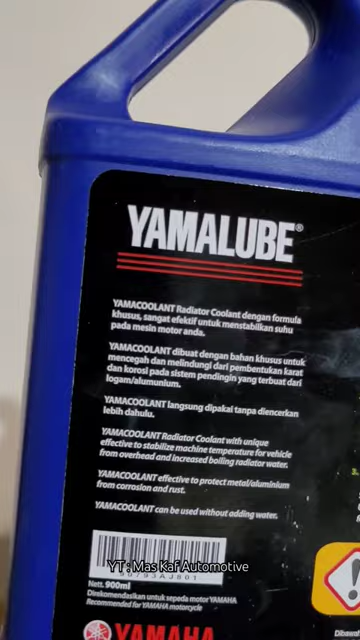 YAMALUBE®
YAMACOOLANT Radiator Coolant dengan formula
khusus, sangat efektif untuk menstabilkan suhu
pada mesin motor anda.
YAMACOOLANT dibuat dengan bahan khusus untuk
mencegah dan melindungi dari pembentukan karat
dan korosi pada sistem pendingin yang terbuat dari
logam/alumunium.
YAMACOOLANT langsung dipakai tanpa diencerkan
lebih dahulu.
YAMACOOLANT Radiator Coolant with unique
effective to stabilize machine temperature for vehicle
from overhead and increased boiling radiator water.
YAMACOOLANT effective to protect metal/aluminium
from corrosion and rust.
YAMACOOLANT can be used without adding water.
YT : Mas Kaf Automotive
90793AJ801
Nett. 900ml
Direkomendasikan untuk sepeda motor YAMAHA
Recommended for YAMAHA motorcycle
YAMAHA
3.